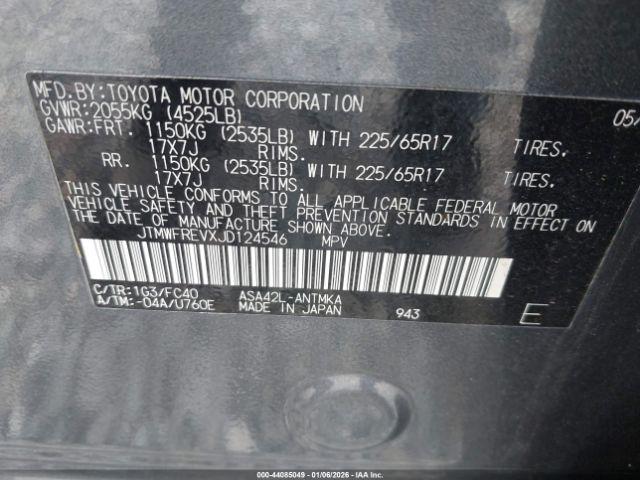 MFD.BY:TOYOTA MOTOR CORPORATION 05/
GVWR:2055KG (4525LB)
GAWR:FRT. 1150KG (2535LB) WITH 225/65R17 TIRES,
17X7J RIMS.
RR. 1150KG (2535LB) WITH 225/65R17 TIRES,
17X7J RIMS.
THIS VEHICLE CONFORMS TO ALL APPLICABLE FEDERAL MOTOR
VEHICLE SAFETY AND THEFT PREVENTION STANDARDS IN EFFECT ON
THE DATE OF MANUFACTURE SHOWN ABOVE.
JTMWFREVXJD124546 MPV
C/TR:1G3/FC40 ASA42L-ANTMKA
A/TM:-04A/U760E MADE IN JAPAN 943 E
000-44085049 - 01/06/2026 - IAAI.com